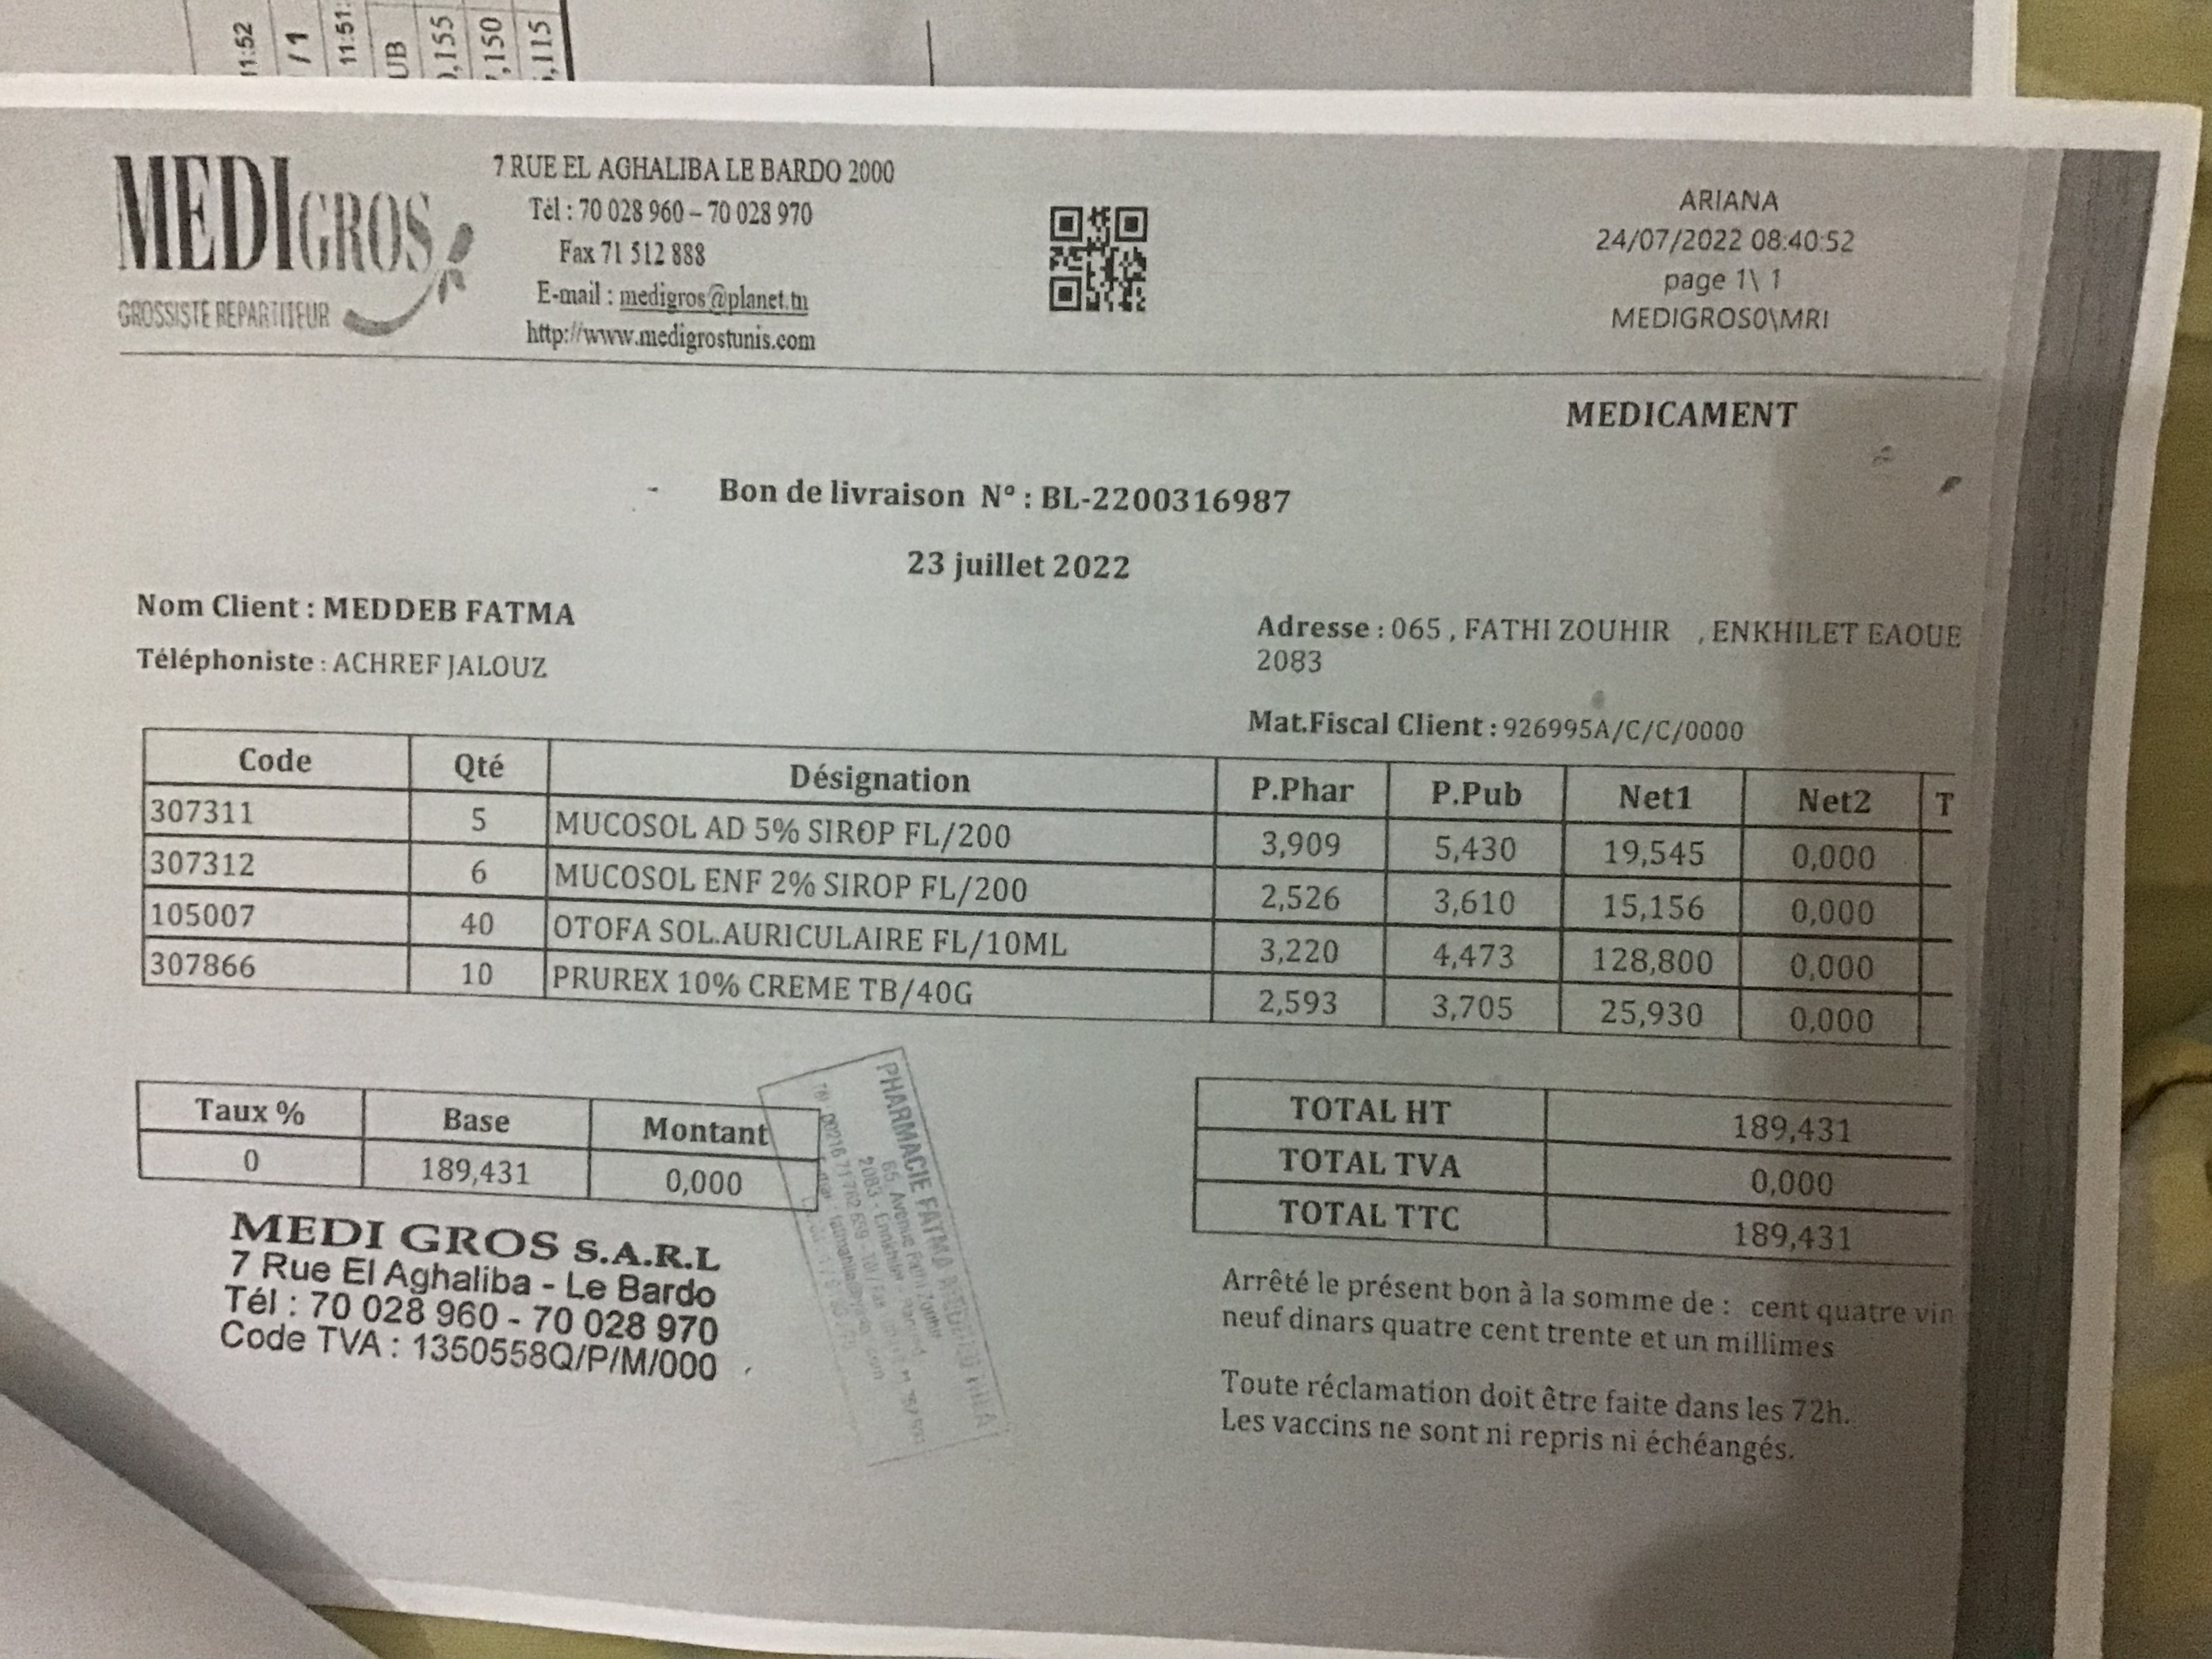 MEDIGROS
GROSSISTE REPARTITEUR
7 RUE EL AGHALIBA LE BARDO 2000
Tél : 70 028 960 – 70 028 970
Fax 71 512 888
E-mail : medigros@planet.tn
http://www.medigrostunis.com
ARIANA
24/07/2022 08:40:52
page 1\ 1
MEDIGROSO\MRI
MEDICAMENT
Bon de livraison N° : BL-2200316987
23 juillet 2022
Nom Client : MEDDEB FATMA
Téléphoniste : ACHREF JALOUZ
Adresse : 065 , FATHI ZOUHIR , ENKHILET EAOUE
2083
Mat.Fiscal Client : 926995A/C/C/0000
Code Qté Désignation P.Phar P.Pub Net1 Net2 T
307311 5 MUCOSOL AD 5% SIROP FL/200 3,909 5,430 19,545 0,000
307312 6 MUCOSOL ENF 2% SIROP FL/200 2,526 3,610 15,156 0,000
105007 40 OTOFA SOL.AURICULAIRE FL/10ML 3,220 4,473 128,800 0,000
307866 10 PRUREX 10% CREME TB/40G 2,593 3,705 25,930 0,000
Taux % Base Montant
0 189,431 0,000
TOTAL HT 189,431
TOTAL TVA 0,000
TOTAL TTC 189,431
MEDI GROS S.A.R.L
7 Rue El Aghaliba - Le Bardo
Tél : 70 028 960 - 70 028 970
Code TVA : 1350558Q/P/M/000
PHARMACIE FATMA
65, Avenue Fathi Zouhir
2083 -
Arrêté le présent bon à la somme de : cent quatre vin
neuf dinars quatre cent trente et un millimes
Toute réclamation doit être faite dans les 72h.
Les vaccins ne sont ni repris ni échéangés.
11:52
/ 1
11:51:
UB
,155
,150
,115